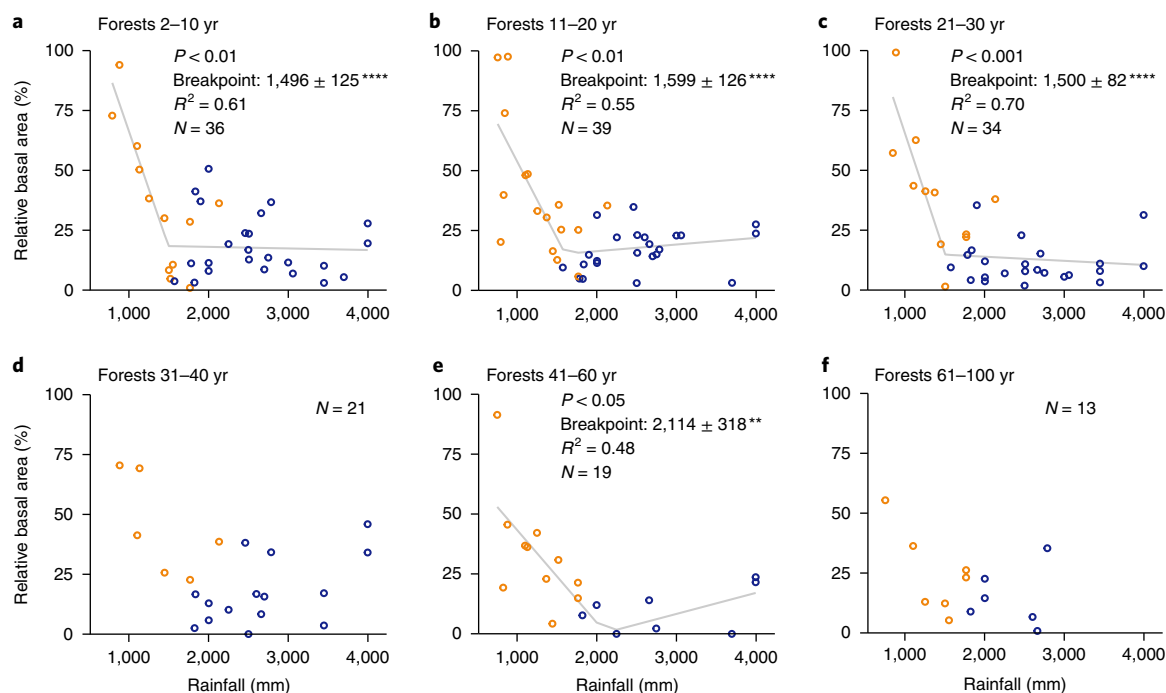 a Forests 2–10 yr
P < 0.01
Breakpoint: 1,496 ± 125****
R² = 0.61
N = 36
Relative basal area (%)
100
75
50
25
0
1,000 2,000 3,000 4,000
b Forests 11–20 yr
P < 0.01
Breakpoint: 1,599 ± 126****
R² = 0.55
N = 39
100
75
50
25
0
1,000 2,000 3,000 4,000
c Forests 21–30 yr
P < 0.001
Breakpoint: 1,500 ± 82****
R² = 0.70
N = 34
100
75
50
25
0
1,000 2,000 3,000 4,000
d Forests 31–40 yr
N = 21
Relative basal area (%)
100
75
50
25
0
1,000 2,000 3,000 4,000
Rainfall (mm)
e Forests 41–60 yr
P < 0.05
Breakpoint: 2,114 ± 318**
R² = 0.48
N = 19
100
75
50
25
0
1,000 2,000 3,000 4,000
Rainfall (mm)
f Forests 61–100 yr
N = 13
100
75
50
25
0
1,000 2,000 3,000 4,000
Rainfall (mm)